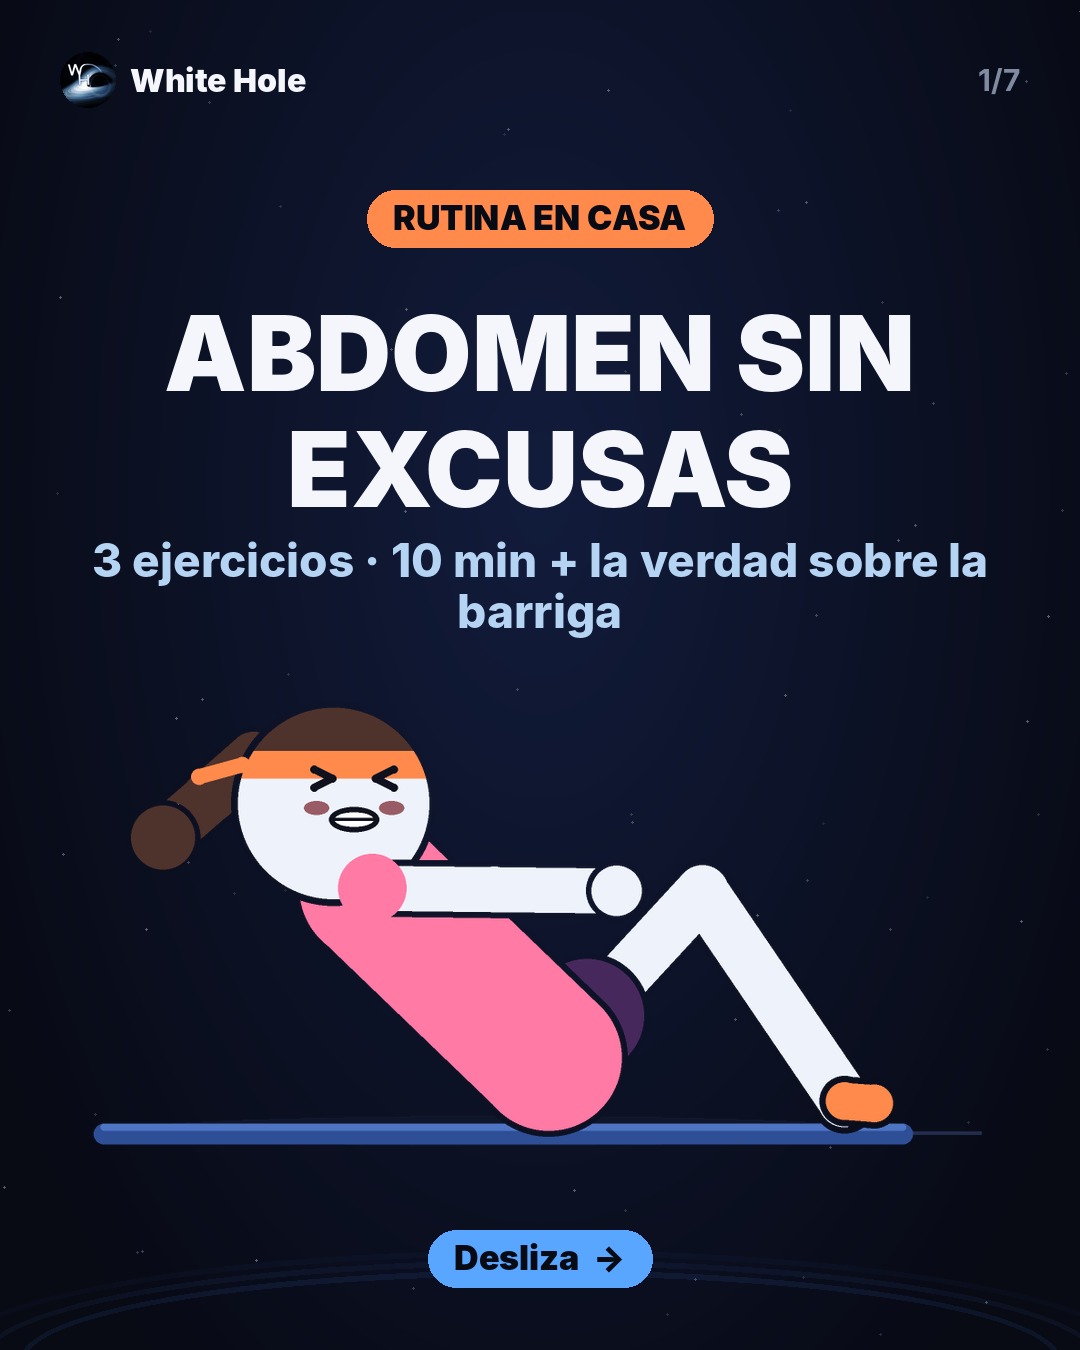 White Hole
1/7
RUTINA EN CASA
ABDOMEN SIN
EXCUSAS
3 ejercicios · 10 min + la verdad sobre la
barriga
Desliza →